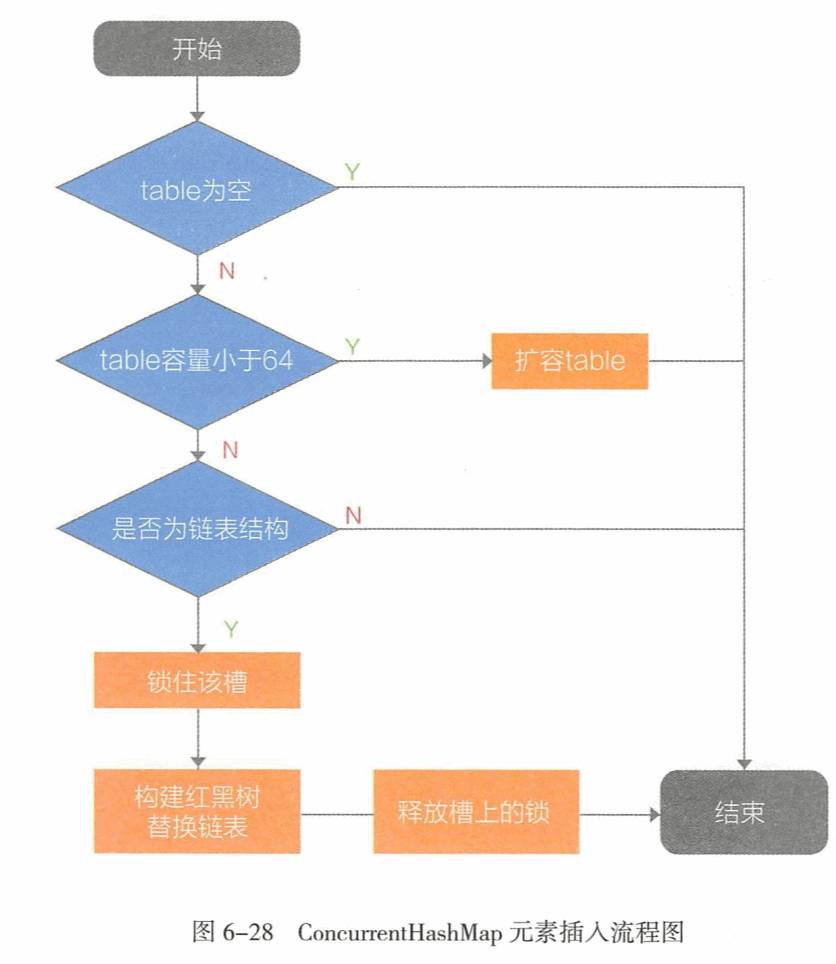 开始
table为空
Y
N
table容量小于64
Y
扩容table
N
是否为链表结构
N
Y
锁住该槽
构建红黑树
替换链表
释放槽上的锁
结束
图 6-28 ConcurrentHashMap 元素插入流程图